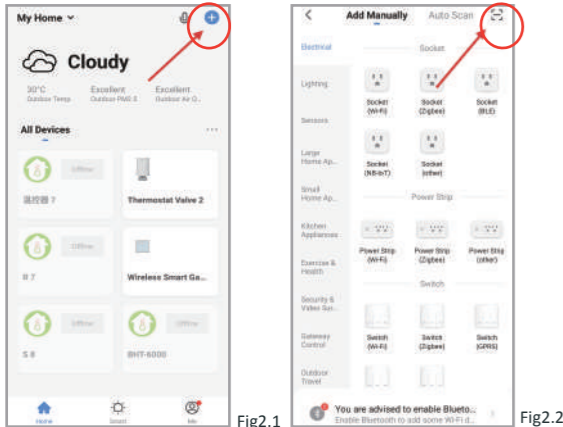 My Home
Cloudy
30°C Excellent Excellent
Outdoor Temp Outdoor PM2.5 Outdoor Air Q...
All Devices ...
Offline
温控器 7
Thermostat Valve 2
Offline
B 7
Wireless Smart Ga...
Offline
S 8
Offline
BHT-6000
Home Smart Me
Fig2.1
Add Manually Auto Scan
Electrical
Lighting
Sensors
Large
Home Ap...
Small
Home Ap...
Kitchen
Appliances
Exercise &
Health
Security &
Video Sur...
Gateway
Control
Outdoor
Travel
Socket
Socket
(Wi-Fi)
Socket
(Zigbee)
Socket
(BLE)
Socket
(NB-IoT)
Socket
(other)
Power Strip
Power Strip
(Wi-Fi)
Power Strip
(Zigbee)
Power Strip
(other)
Switch
Switch
(Wi-Fi)
Switch
(Zigbee)
Switch
(GPRS)
You are advised to enable Blueto...
Enable Bluetooth to add some Wi-Fi d...
Fig2.2